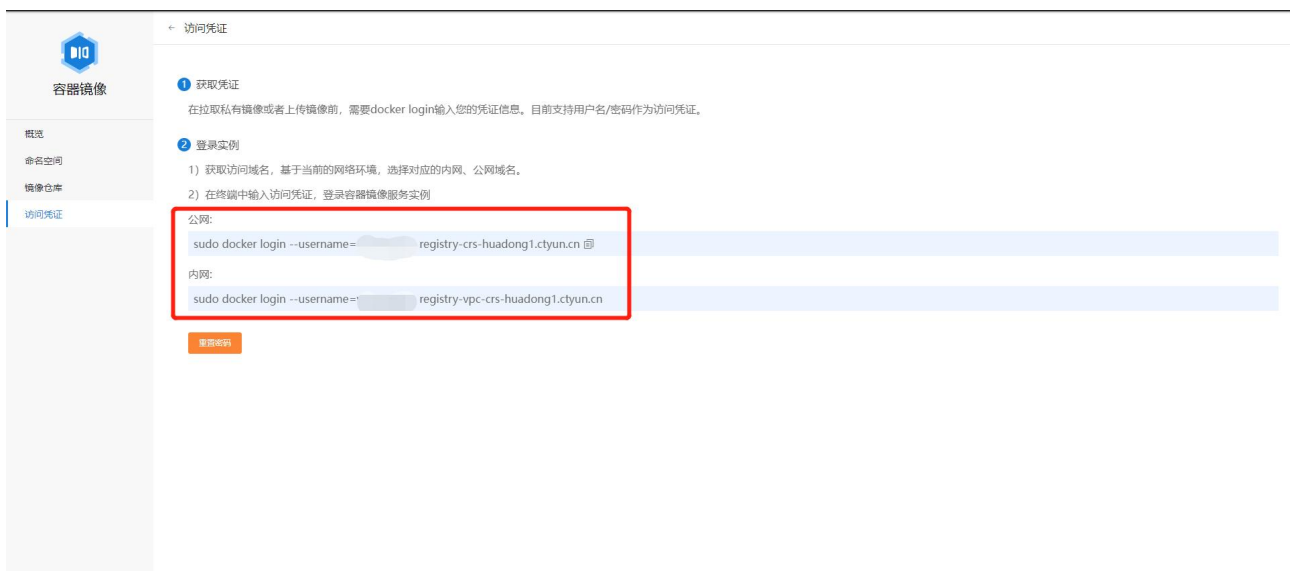 ← 访问凭证
容器镜像
概览
命名空间
镜像仓库
访问凭证
1 获取凭证
在拉取私有镜像或者上传镜像前，需要docker login输入您的凭证信息。目前支持用户名/密码作为访问凭证。
2 登录实例
1）获取访问域名，基于当前的网络环境，选择对应的内网、公网域名。
2）在终端中输入访问凭证，登录容器镜像服务实例
公网:
sudo docker login --username= registry-crs-huadong1.ctyun.cn
内网:
sudo docker login --username= registry-vpc-crs-huadong1.ctyun.cn
重置密码